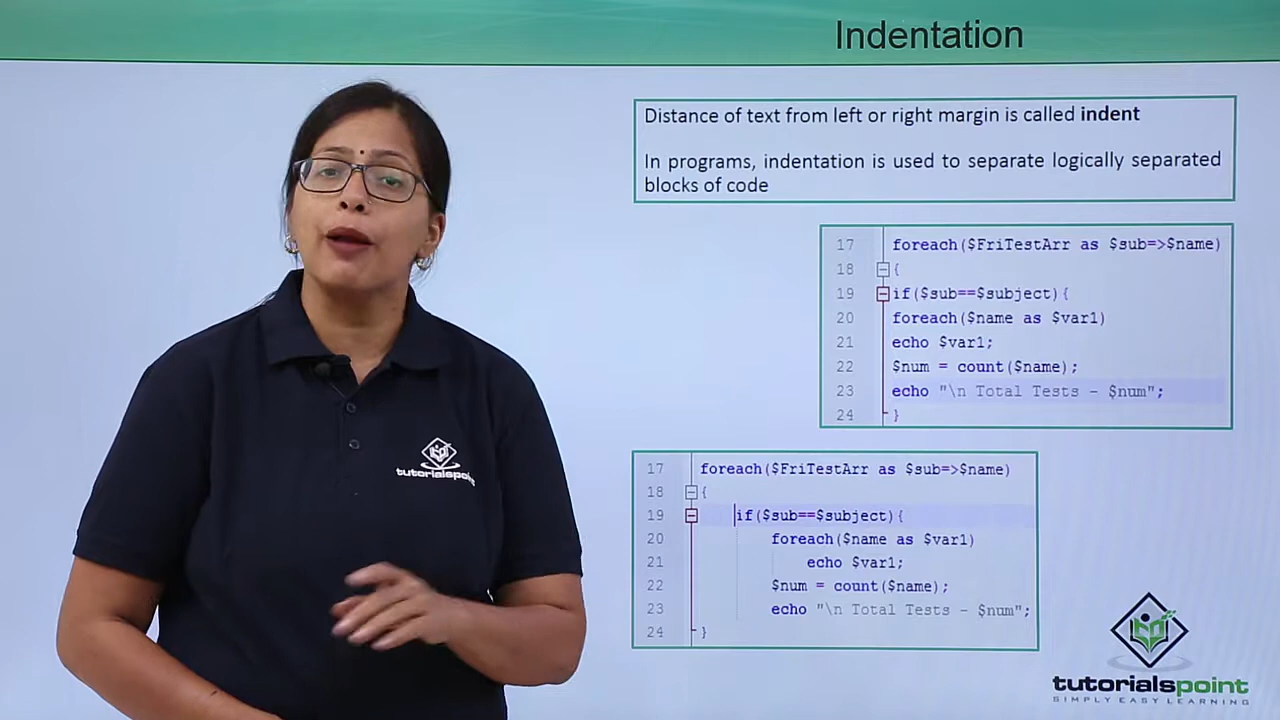 Indentation
Distance of text from left or right margin is called indent
In programs, indentation is used to separate logically separated
blocks of code
17 foreach($FriTestArr as $sub=>$name)
18 {
19 if($sub==$subject){
20 foreach($name as $var1)
21 echo $var1;
22 $num = count($name);
23 echo "\n Total Tests - $num";
24 }
17 foreach($FriTestArr as $sub=>$name)
18 {
19 if($sub==$subject){
20 foreach($name as $var1)
21 echo $var1;
22 $num = count($name);
23 echo "\n Total Tests - $num";
24 }
tutorialspoint
tutorialspoint
SIMPLY EASY LEARNING